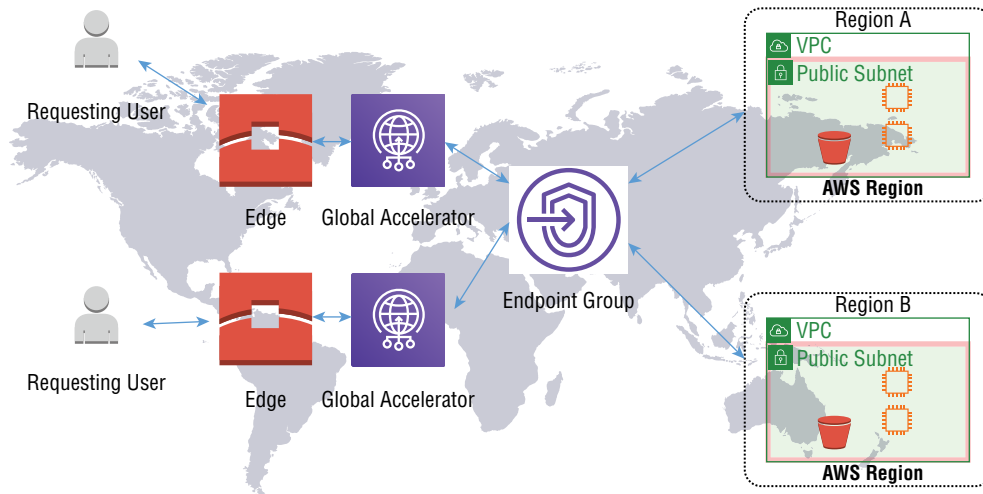 Requesting User
Edge
Global Accelerator
Requesting User
Edge
Global Accelerator
Endpoint Group
Region A
VPC
Public Subnet
AWS Region
Region B
VPC
Public Subnet
AWS Region